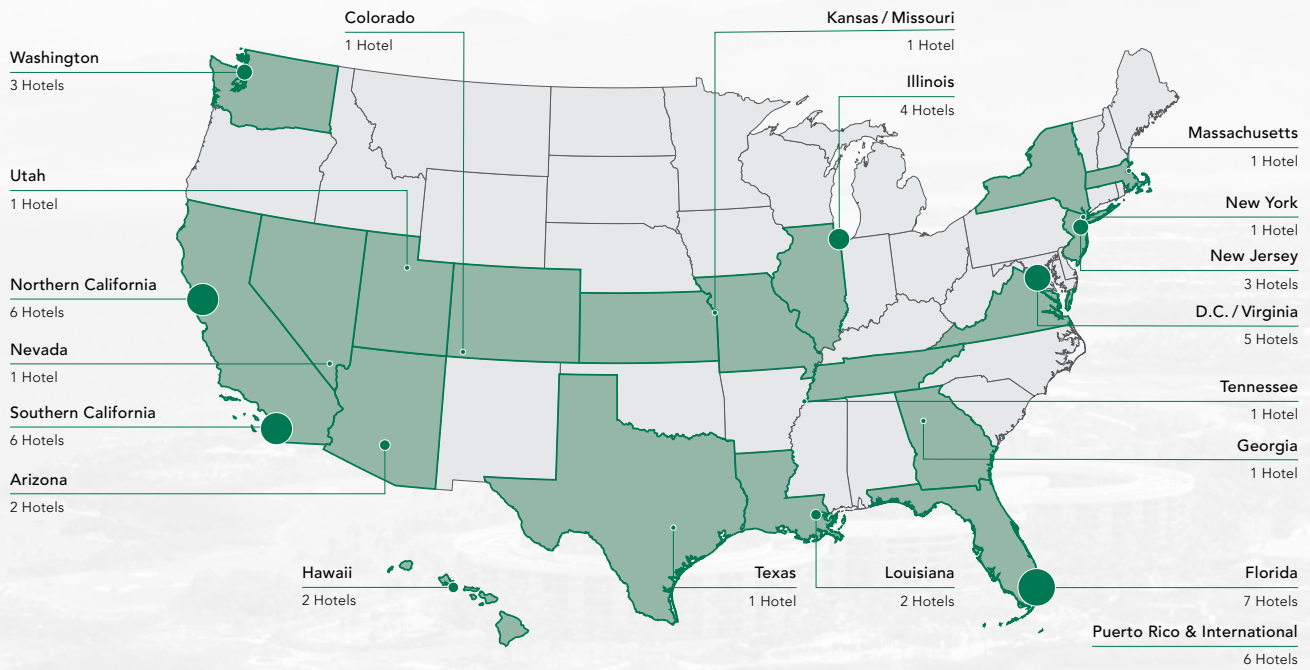 Colorado
1 Hotel
Kansas / Missouri
1 Hotel
Washington
3 Hotels
Illinois
4 Hotels
Massachusetts
1 Hotel
Utah
1 Hotel
New York
1 Hotel
New Jersey
3 Hotels
Northern California
6 Hotels
D.C. / Virginia
5 Hotels
Nevada
1 Hotel
Tennessee
1 Hotel
Southern California
6 Hotels
Georgia
1 Hotel
Arizona
2 Hotels
Hawaii
2 Hotels
Texas
1 Hotel
Louisiana
2 Hotels
Florida
7 Hotels
Puerto Rico & International
6 Hotels